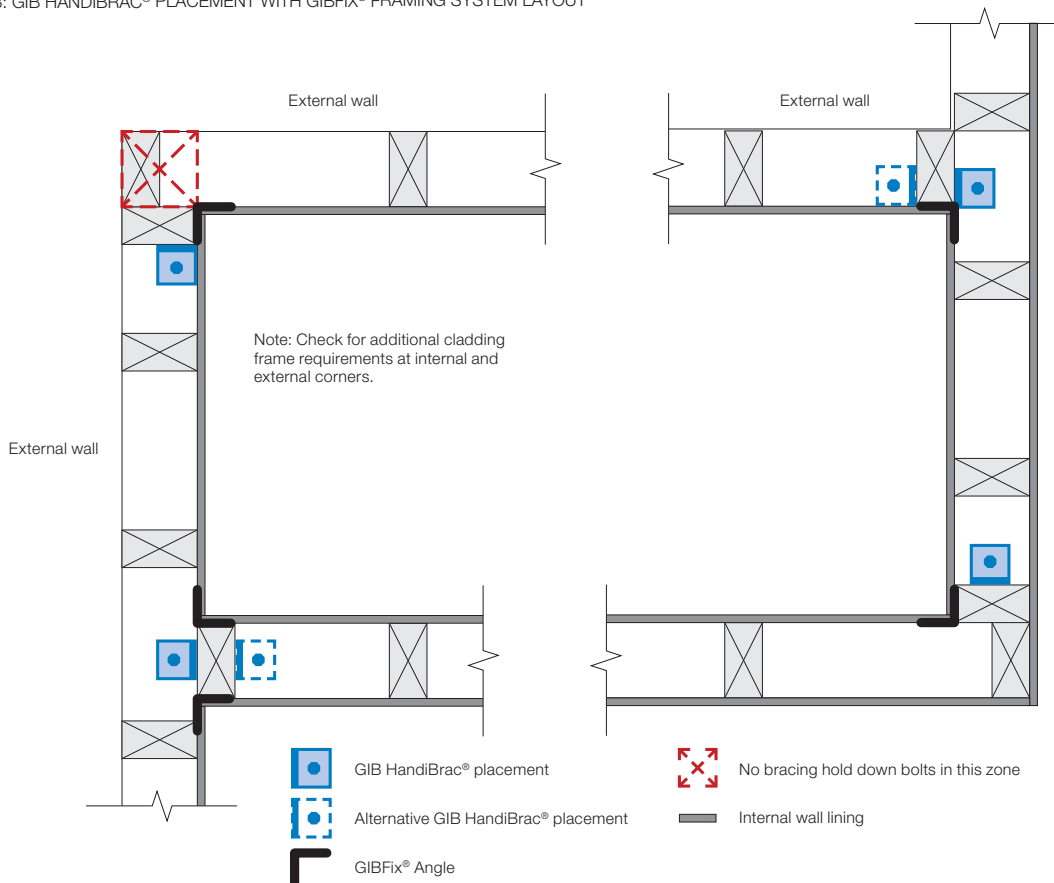 GIB HANDIBRAC® PLACEMENT WITH GIBFIX® FRAMING SYSTEM LAYOUT
External wall
External wall
Note: Check for additional cladding
frame requirements at internal and
external corners.
External wall
GIB HandiBrac® placement
No bracing hold down bolts in this zone
Alternative GIB HandiBrac® placement
Internal wall lining
GIBFix® Angle